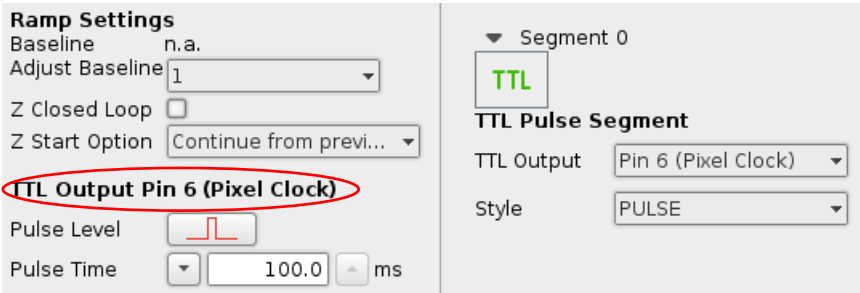 Ramp Settings
Baseline n.a.
Adjust Baseline 1
Z Closed Loop
Z Start Option Continue from previ...
TTL Output Pin 6 (Pixel Clock)
Pulse Level
Pulse Time 100.0 ms
Segment 0
TTL
TTL Pulse Segment
TTL Output Pin 6 (Pixel Clock)
Style PULSE